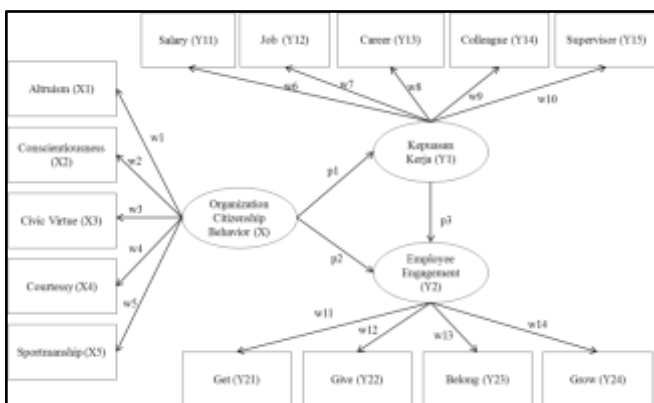 Salary (Y11)
Job (Y12)
Career (Y13)
Colleague (Y14)
Supervisor (Y15)
w6
w7
w8
w9
w10
Altruism (X1)
Conscientiousness
(X2)
Civic Virtue (X3)
Courtessy (X4)
Sportmanship (X5)
w1
w2
w3
w4
w5
Organization
Citizenship
Behavior (X)
p1
p2
Kepuasan
Kerja (Y1)
p3
Employee
Engagement
(Y2)
w11
w12
w13
w14
Get (Y21)
Give (Y22)
Belong (Y23)
Grow (Y24)